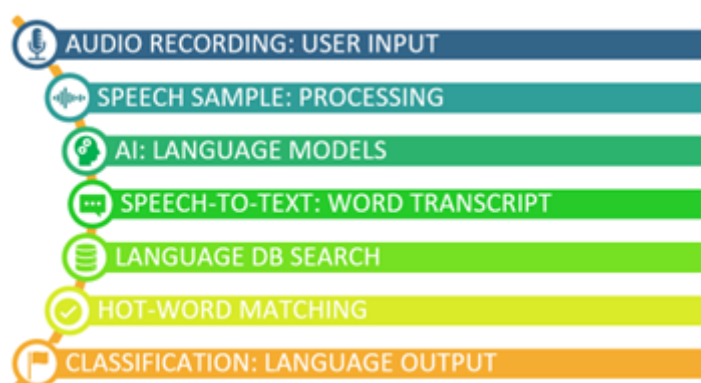 AUDIO RECORDING: USER INPUT
SPEECH SAMPLE: PROCESSING
AI: LANGUAGE MODELS
SPEECH-TO-TEXT: WORD TRANSCRIPT
LANGUAGE DB SEARCH
HOT-WORD MATCHING
CLASSIFICATION: LANGUAGE OUTPUT